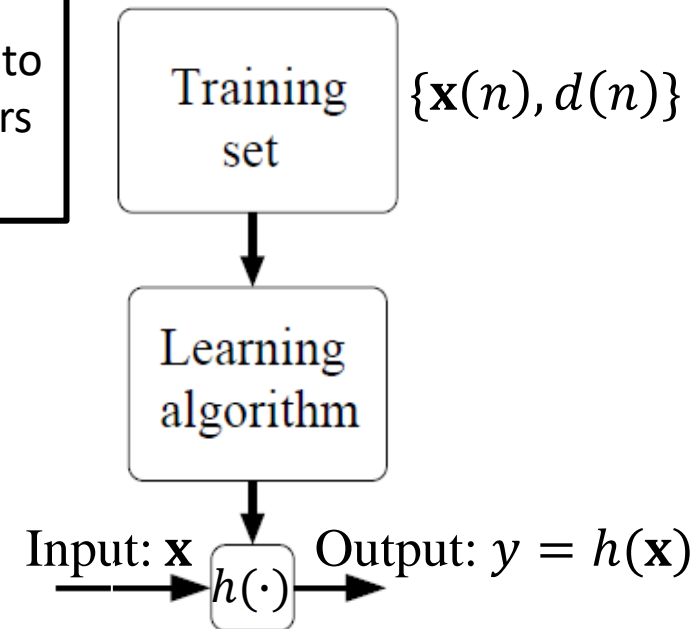 to
rs
Training
set
{𝐱(𝑛), 𝑑(𝑛)}
Learning
algorithm
Input: 𝐱
ℎ(·)
Output: 𝑦 = ℎ(𝐱)